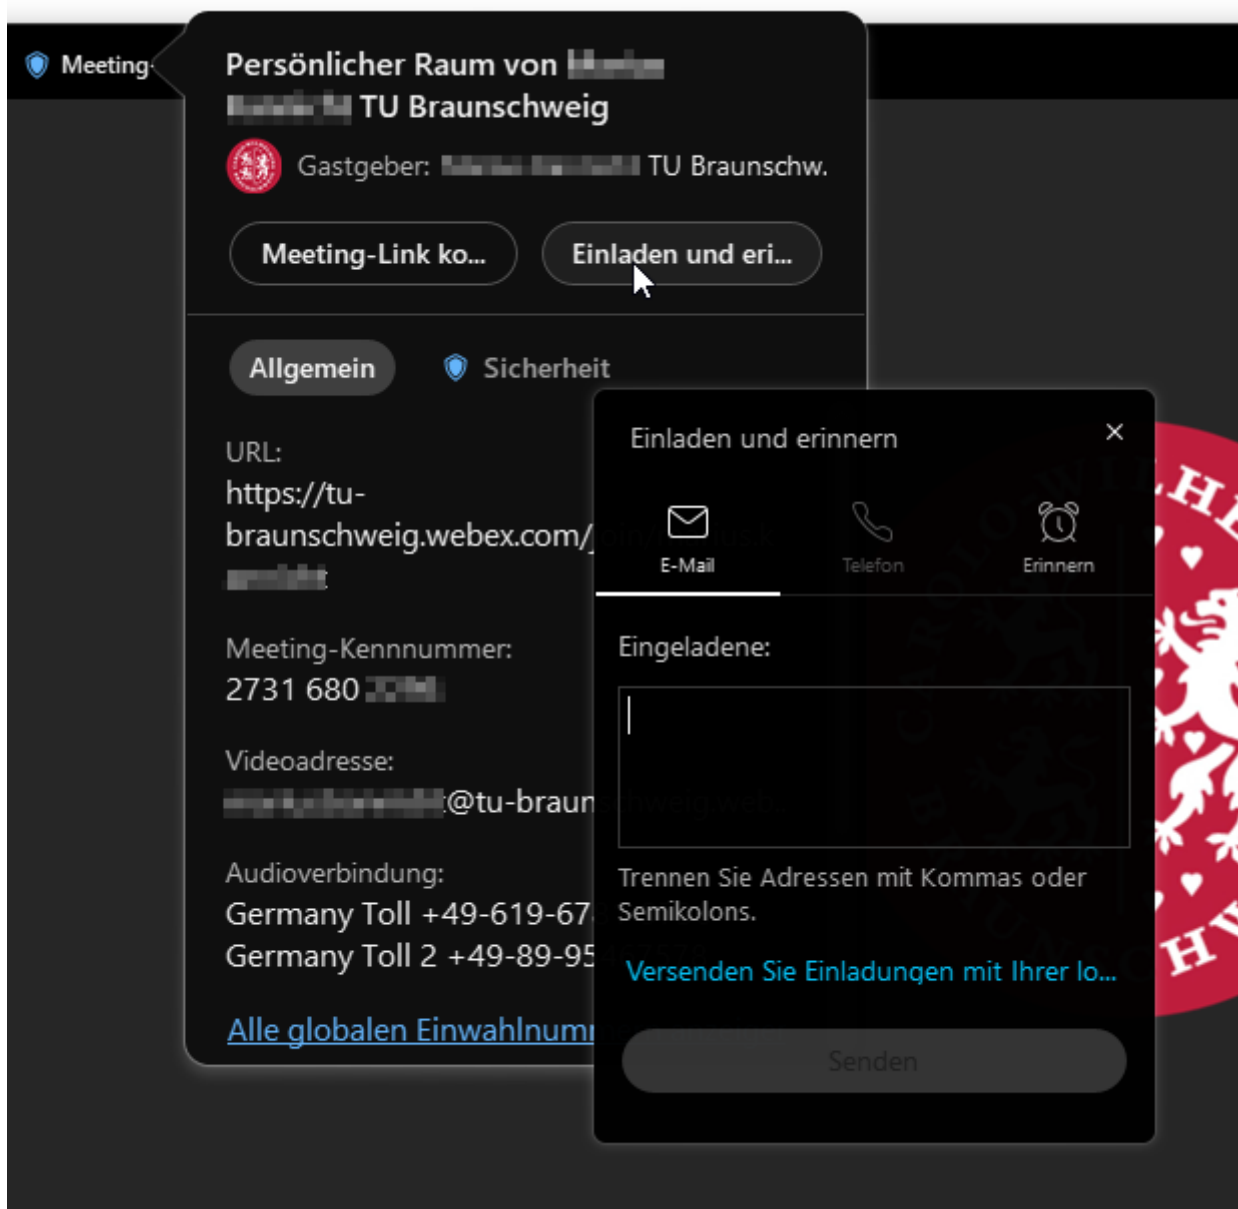 Meeting-
Persönlicher Raum von
TU Braunschweig
Gastgeber: TU Braunschw.
Meeting-Link ko...
Einladen und eri...
Allgemein
Sicherheit
URL:
https://tu-
braunschweig.webex.com/
Meeting-Kennnummer:
2731 680
Videoadresse:
@tu-braunschweig.web...
Audioverbindung:
Germany Toll +49-619-67
Germany Toll 2 +49-89-95
Alle globalen Einwahlnumm
Einladen und erinnern
E-Mail
Telefon
Erinnern
Eingeladene:
Trennen Sie Adressen mit Kommas oder
Semikolons.
Versenden Sie Einladungen mit Ihrer lo...
Senden